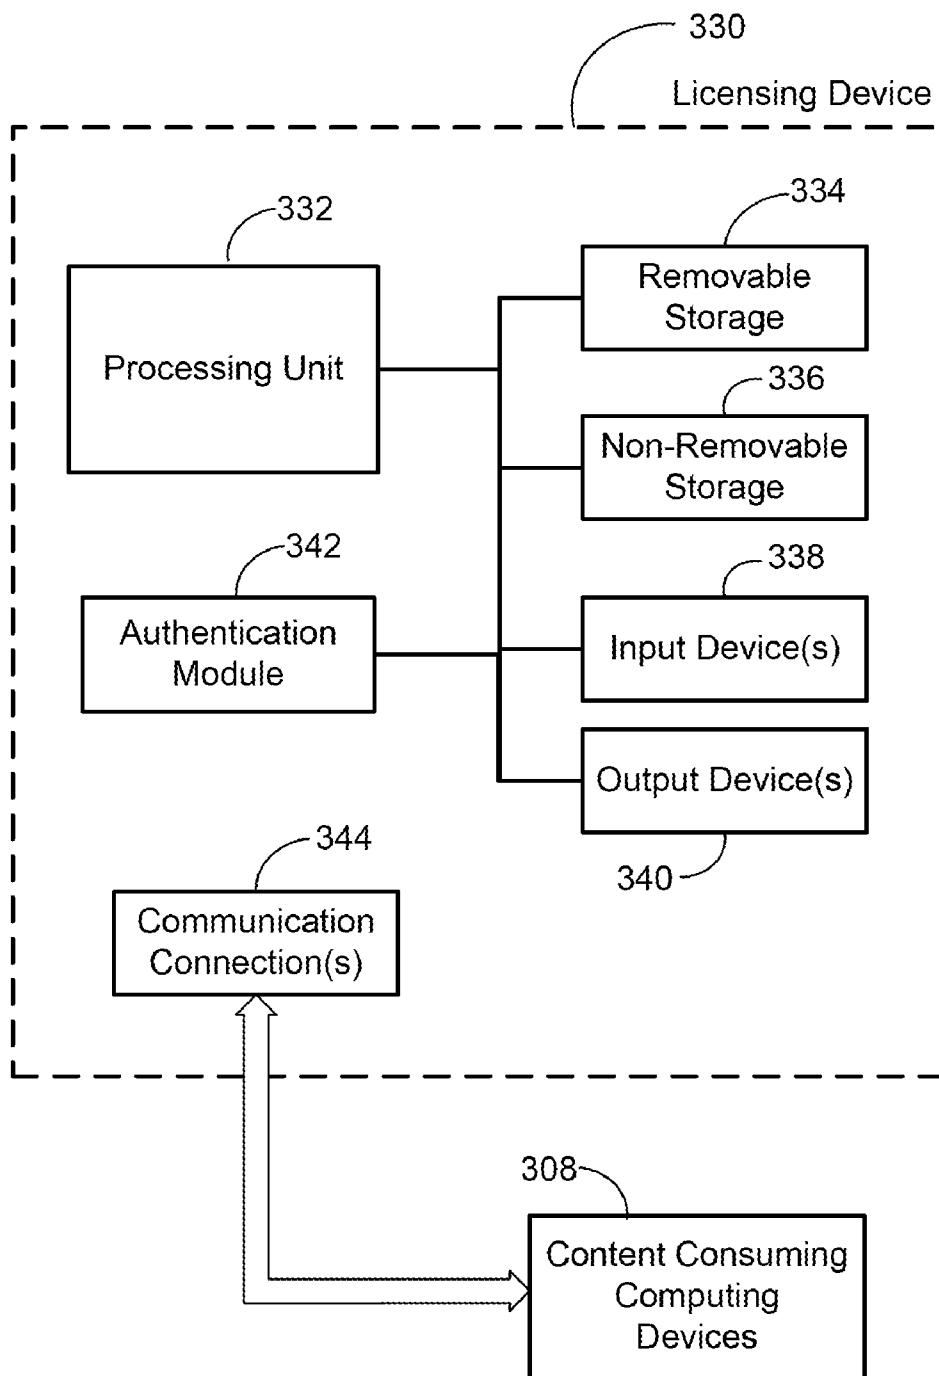 330
Licensing Device
332
334
Processing Unit
Removable
Storage
336
Non-Removable
Storage
342
338
Authentication
Module
Input Device(s)
Output Device(s)
340
344
Communication
Connection(s)
308
Content Consuming
Computing
Devices